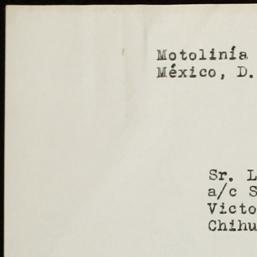 Motolinía
México, D.
Sr. L
a/c S
Victo
Chihu